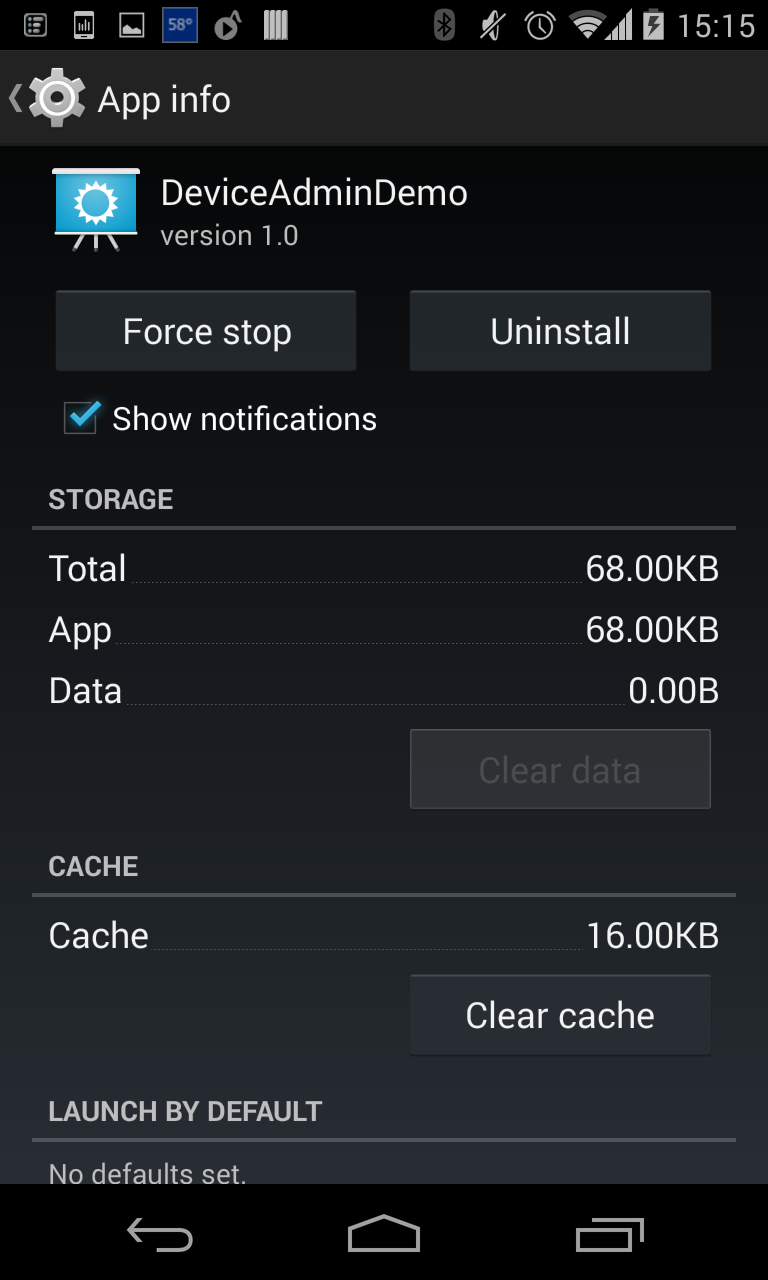 58°
15:15
App info
DeviceAdminDemo
version 1.0
Force stop
Uninstall
Show notifications
STORAGE
Total 68.00KB
App 68.00KB
Data 0.00B
Clear data
CACHE
Cache 16.00KB
Clear cache
LAUNCH BY DEFAULT
No defaults set.